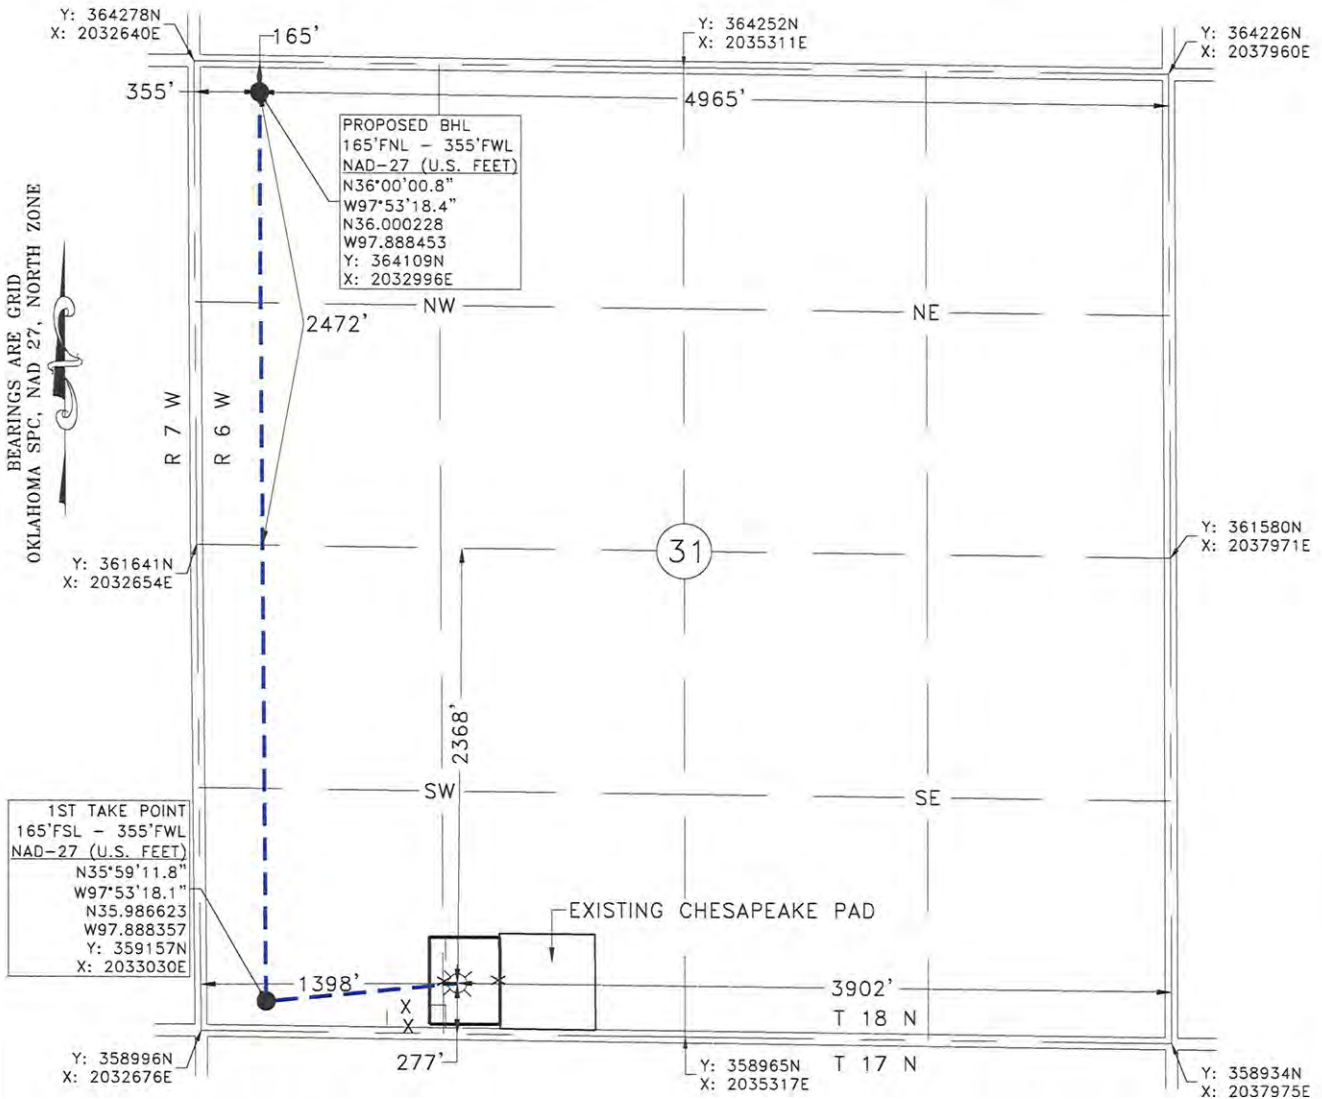 Y: 364278N
X: 2032640E
165'
Y: 364252N
X: 2035311E
Y: 364226N
X: 2037960E
355'
4965'
PROPOSED BHL
165'FNL - 355'FWL
NAD-27 (U.S. FEET)
N36°00'00.8"
W97°53'18.4"
N36.000228
W97.888453
Y: 364109N
X: 2032996E
BEARINGS ARE GRID
OKLAHOMA SPC, NAD 27, NORTH ZONE
NW
NE
2472'
R 7 W
R 6 W
31
Y: 361641N
X: 2032654E
Y: 361580N
X: 2037971E
2368'
SW
SE
1ST TAKE POINT
165'FSL - 355'FWL
NAD-27 (U.S. FEET)
N35°59'11.8"
W97°53'18.1"
N35.986623
W97.888357
Y: 359157N
X: 2033030E
EXISTING CHESAPEAKE PAD
1398'
3902'
X
X
T 18 N
277'
T 17 N
Y: 358996N
X: 2032676E
Y: 358965N
X: 2035317E
Y: 358934N
X: 2037975E